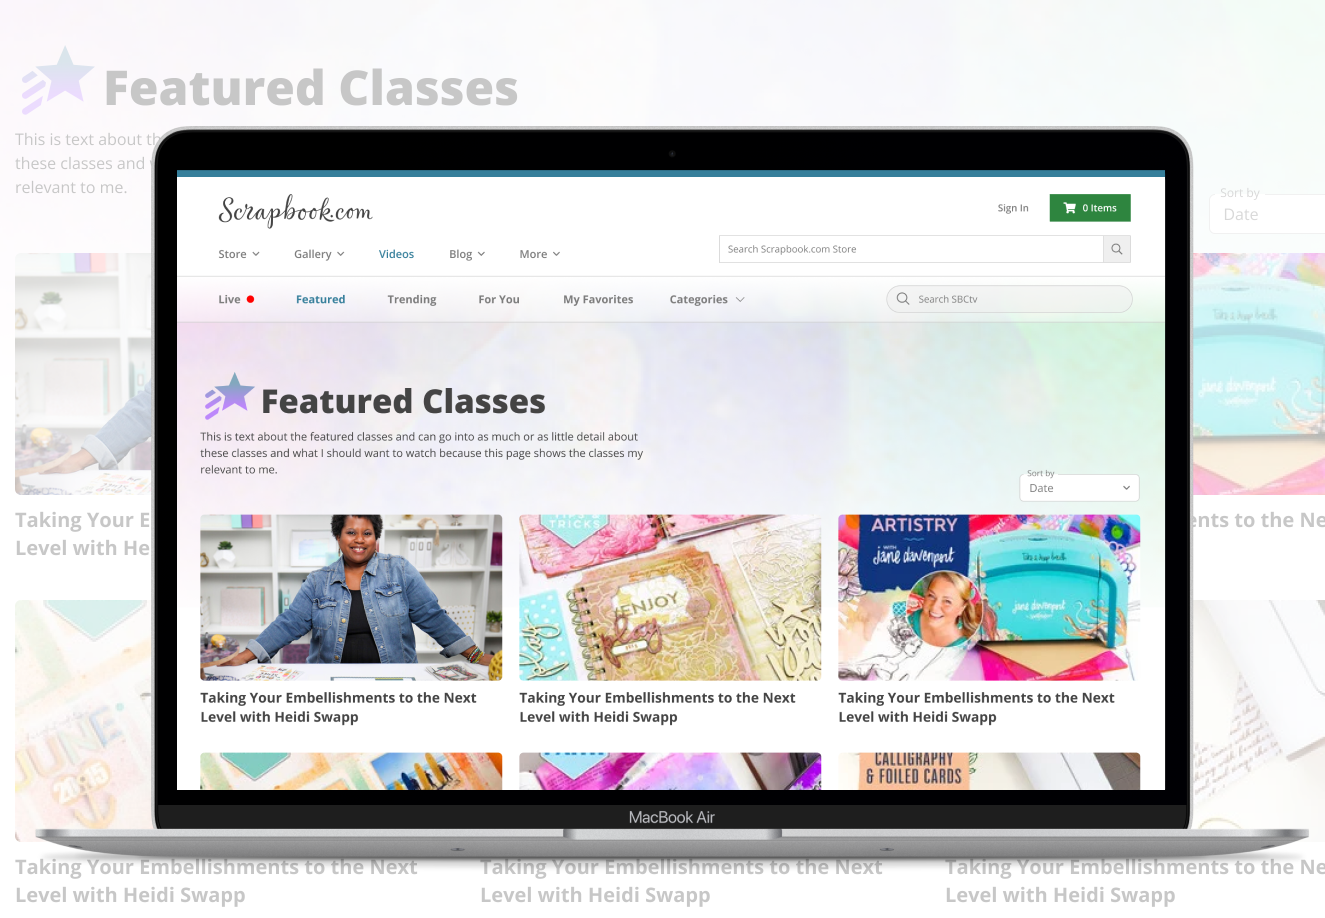 Featured Classes
This is text about th
these classes and
relevant to me.
Sort by
Date
Scrapbook.com
Sign In
0 Items
Store
Gallery
Videos
Blog
More
Search Scrapbook.com Store
Live
Featured
Trending
For You
My Favorites
Categories
Search SBCtv
Featured Classes
This is text about the featured classes and can go into as much or as little detail about
these classes and what I should want to watch because this page shows the classes my
relevant to me.
Sort by
Date
TRICKS
ENJOY
play
ARTISTRY
WITH
jane davenport
jane davenport
Taking Your Embellishments to the Next
Level with Heidi Swapp
Taking Your Embellishments to the Next
Level with Heidi Swapp
Taking Your Embellishments to the Next
Level with Heidi Swapp
CALLIGRAPHY
& FOILED CARDS
MacBook Air
jane davenport
Taking Your E
Level with He
ents to the Ne
JUNE
Taking Your Embellishments to the Next
Level with Heidi Swapp
Taking Your Embellishments to the Next
Level with Heidi Swapp
Taking Your Embellishments to the Ne
Level with Heidi Swapp